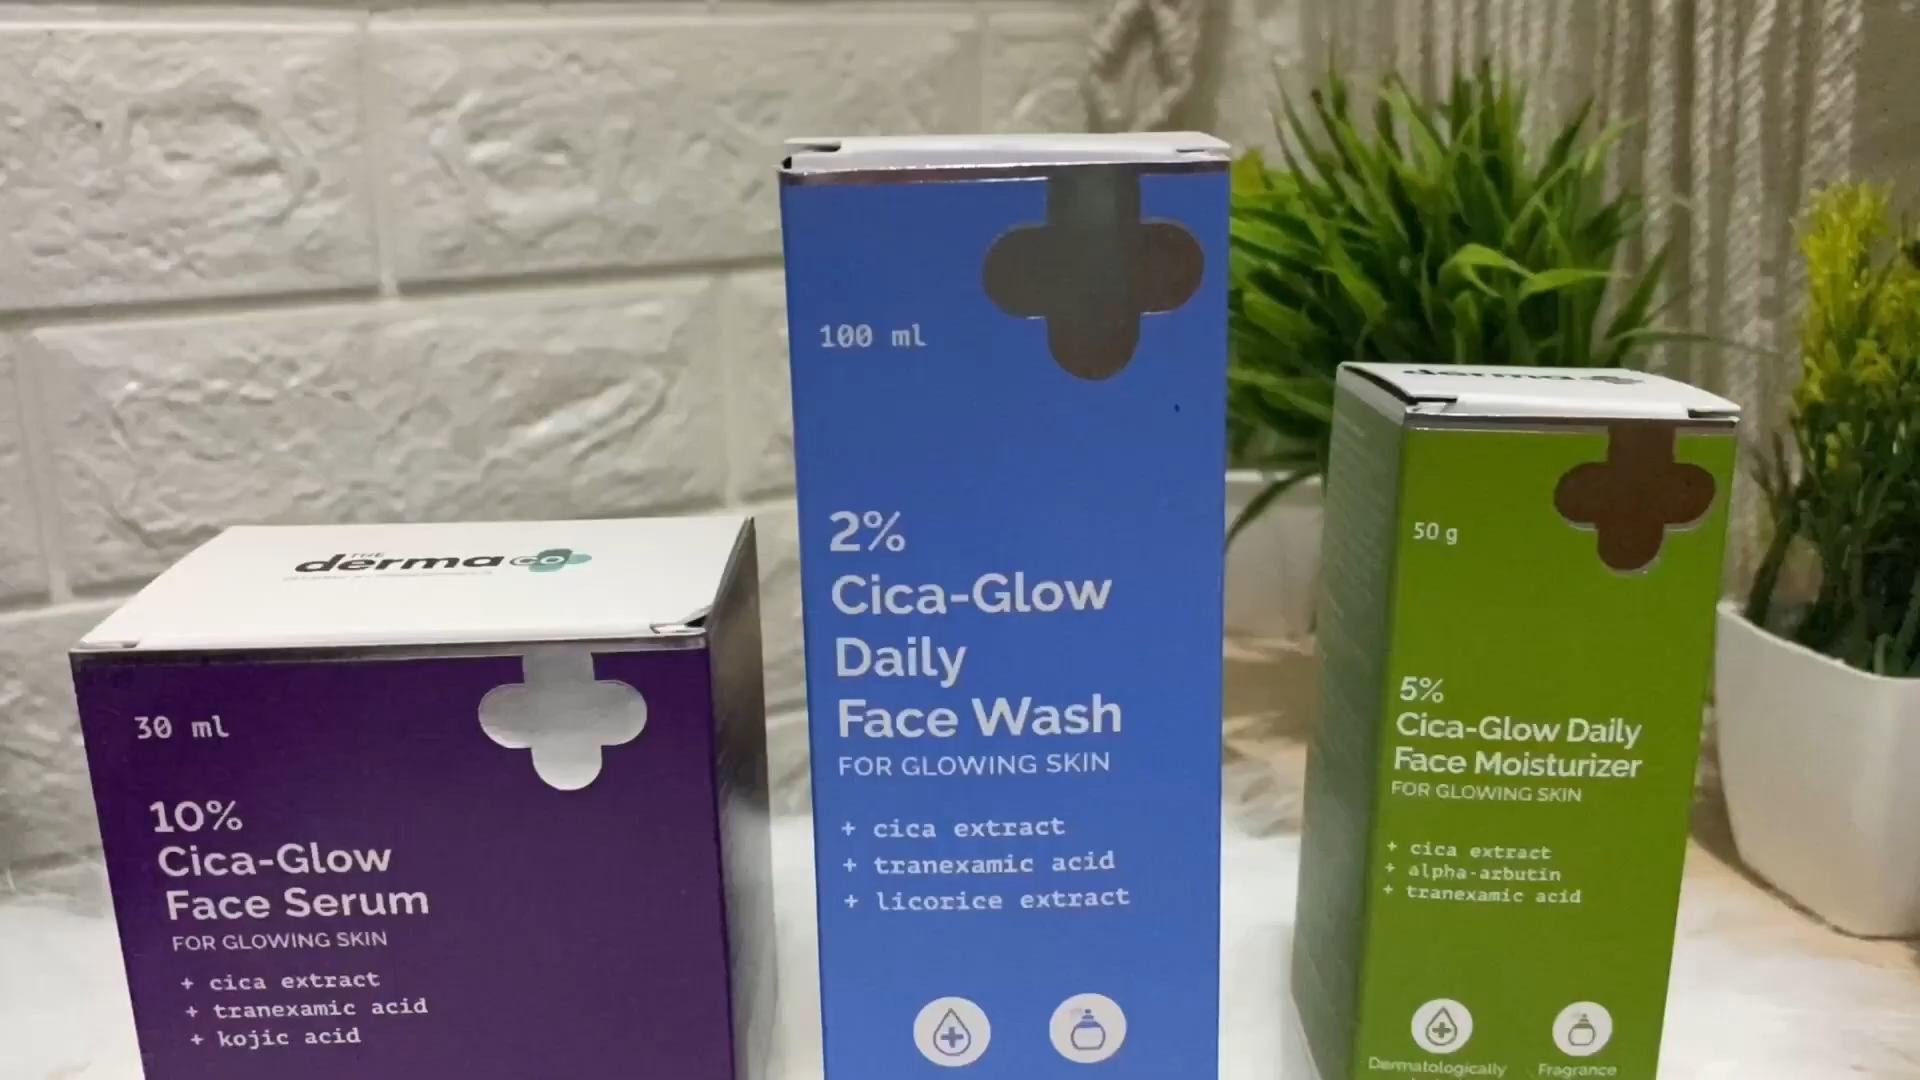 THE
derma co
30 ml
10%
Cica-Glow
Face Serum
FOR GLOWING SKIN
+ cica extract
+ tranexamic acid
+ kojic acid
100 ml
2%
Cica-Glow
Daily
Face Wash
FOR GLOWING SKIN
+ cica extract
+ tranexamic acid
+ licorice extract
derma
50 g
5%
Cica-Glow Daily
Face Moisturizer
FOR GLOWING SKIN
+ cica extract
+ alpha-arbutin
+ tranexamic acid
Dermatologically
Fragrance